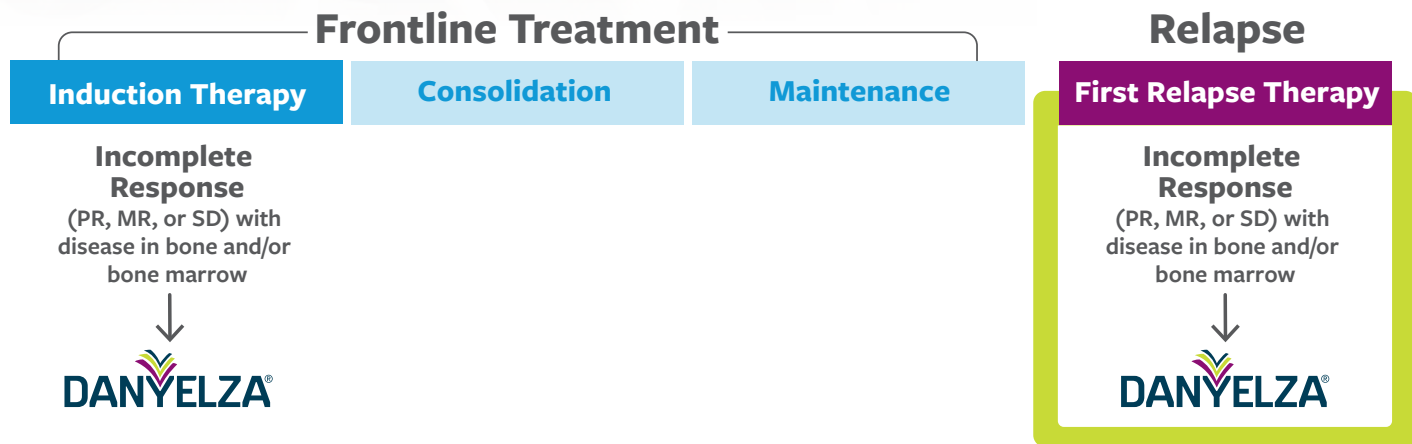 Frontline Treatment
Relapse
Induction Therapy
Consolidation
Maintenance
First Relapse Therapy
Incomplete
Response
(PR, MR, or SD) with
disease in bone and/or
bone marrow
DANYELZA®
Incomplete
Response
(PR, MR, or SD) with
disease in bone and/or
bone marrow
DANYELZA®